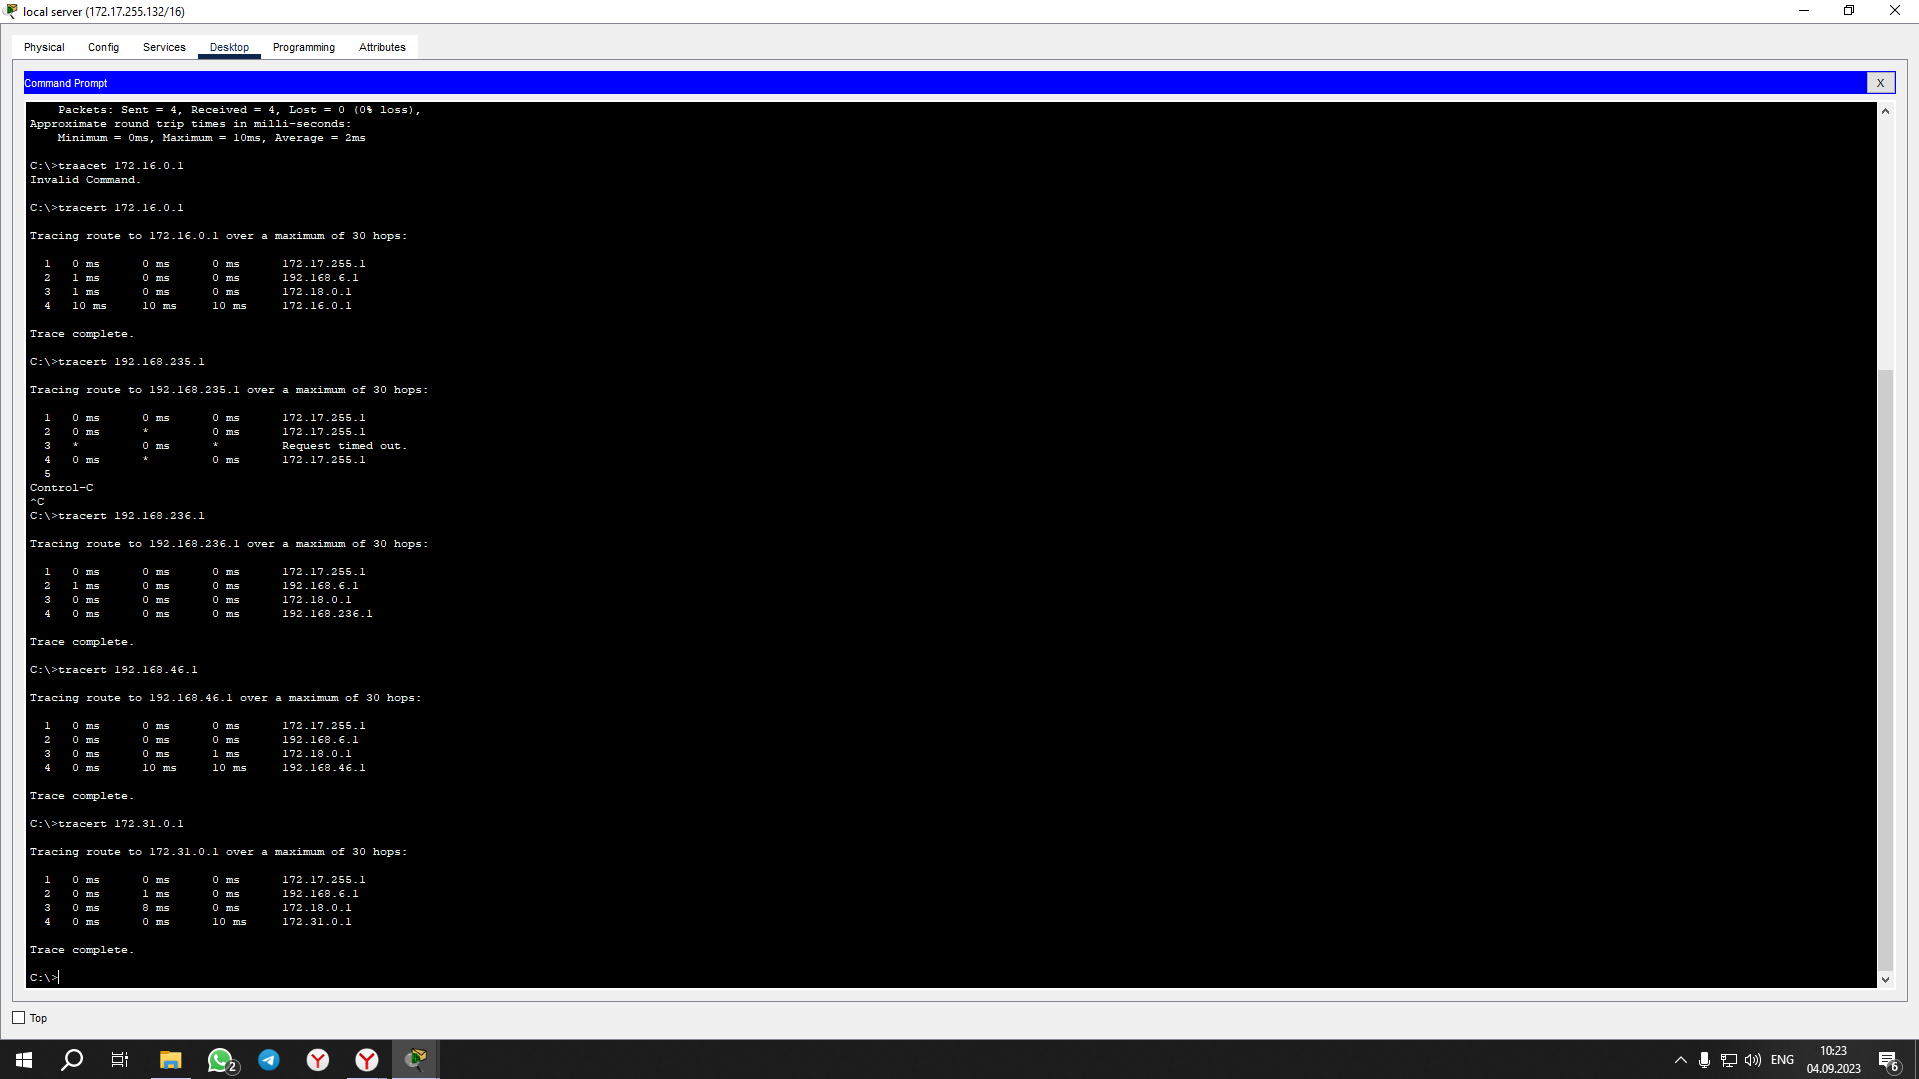 local server (172.17.255.132/16)
Physical Config Services Desktop Programming Attributes
Command Prompt X
Packets: Sent = 4, Received = 4, Lost = 0 (0% loss),
Approximate round trip times in milli-seconds:
Minimum = 0ms, Maximum = 10ms, Average = 2ms
C:\>traacet 172.16.0.1
Invalid Command.
C:\>tracert 172.16.0.1
Tracing route to 172.16.0.1 over a maximum of 30 hops:
1 0 ms 0 ms 0 ms 172.17.255.1
2 1 ms 0 ms 0 ms 192.168.6.1
3 1 ms 0 ms 0 ms 172.18.0.1
4 10 ms 10 ms 10 ms 172.16.0.1
Trace complete.
C:\>tracert 192.168.235.1
Tracing route to 192.168.235.1 over a maximum of 30 hops:
1 0 ms 0 ms 0 ms 172.17.255.1
2 0 ms * 0 ms 172.17.255.1
3 * 0 ms * Request timed out.
4 0 ms * 0 ms 172.17.255.1
5
Control-C
^C
C:\>tracert 192.168.236.1
Tracing route to 192.168.236.1 over a maximum of 30 hops:
1 0 ms 0 ms 0 ms 172.17.255.1
2 1 ms 0 ms 0 ms 192.168.6.1
3 0 ms 0 ms 0 ms 172.18.0.1
4 0 ms 0 ms 0 ms 192.168.236.1
Trace complete.
C:\>tracert 192.168.46.1
Tracing route to 192.168.46.1 over a maximum of 30 hops:
1 0 ms 0 ms 0 ms 172.17.255.1
2 0 ms 0 ms 0 ms 192.168.6.1
3 0 ms 0 ms 1 ms 172.18.0.1
4 0 ms 10 ms 10 ms 192.168.46.1
Trace complete.
C:\>tracert 172.31.0.1
Tracing route to 172.31.0.1 over a maximum of 30 hops:
1 0 ms 0 ms 0 ms 172.17.255.1
2 0 ms 1 ms 0 ms 192.168.6.1
3 0 ms 8 ms 0 ms 172.18.0.1
4 0 ms 0 ms 10 ms 172.31.0.1
Trace complete.
C:\>
Top
2
ENG
10:23
04.09.2023
6